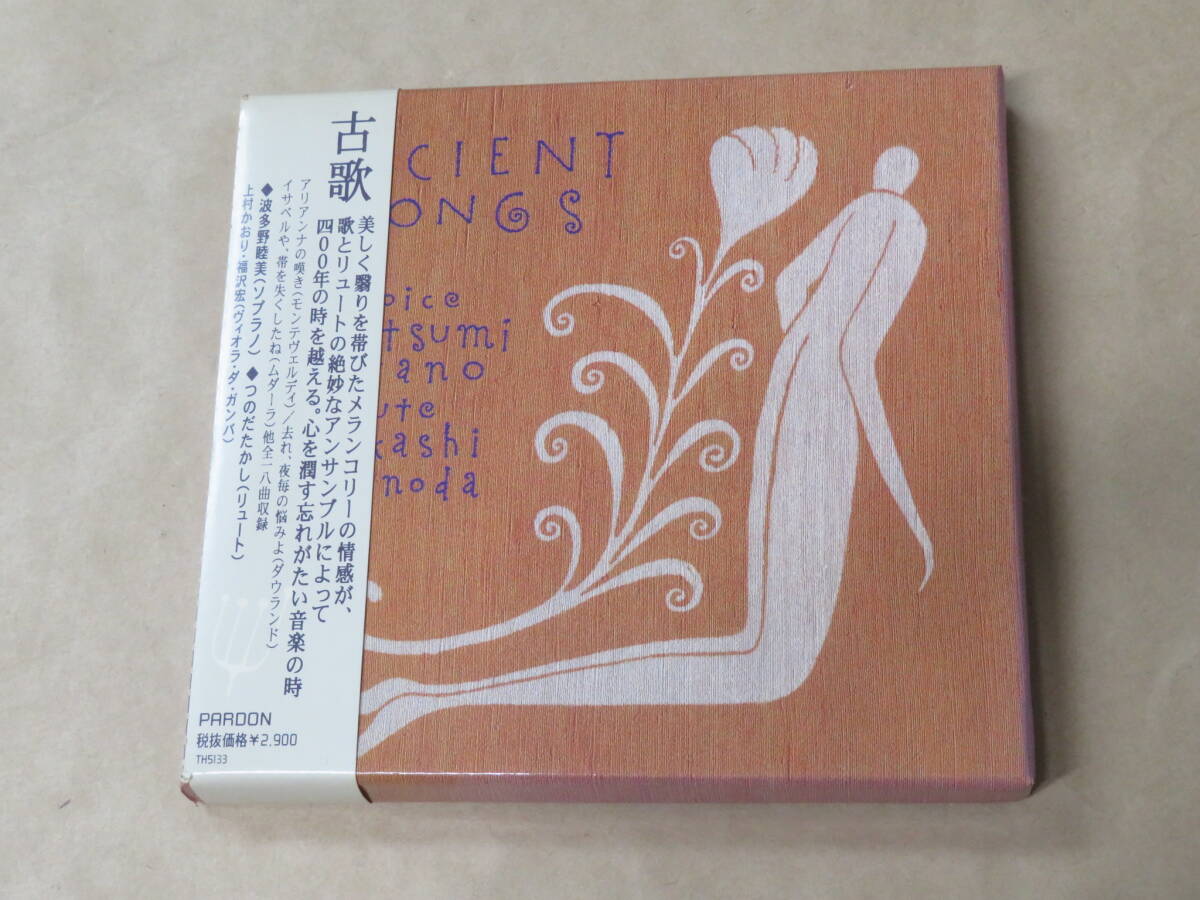 古歌
美しく翳りを帯びたメランコリーの情感が、
歌とリュートの絶妙なアンサンブルによって
四〇〇年の時を越える。心を潤す忘れがたい音楽の時
アリアンナの嘆き(モンテヴェルディ)/去れ、夜毎の悩みよ(ダウランド)
イサベルや、帯を失くしたね(ムダーラ)他全一八曲収録
◆波多野睦美(ソプラノ) ◆つのだたかし(リュート)
上村かおり・福沢宏(ヴィオラ・ダ・ガンバ)
PARDON
税抜価格¥2,900
TH5133
CIENT
ONGS
oice
tsumi
ano
ute
kashi
noda